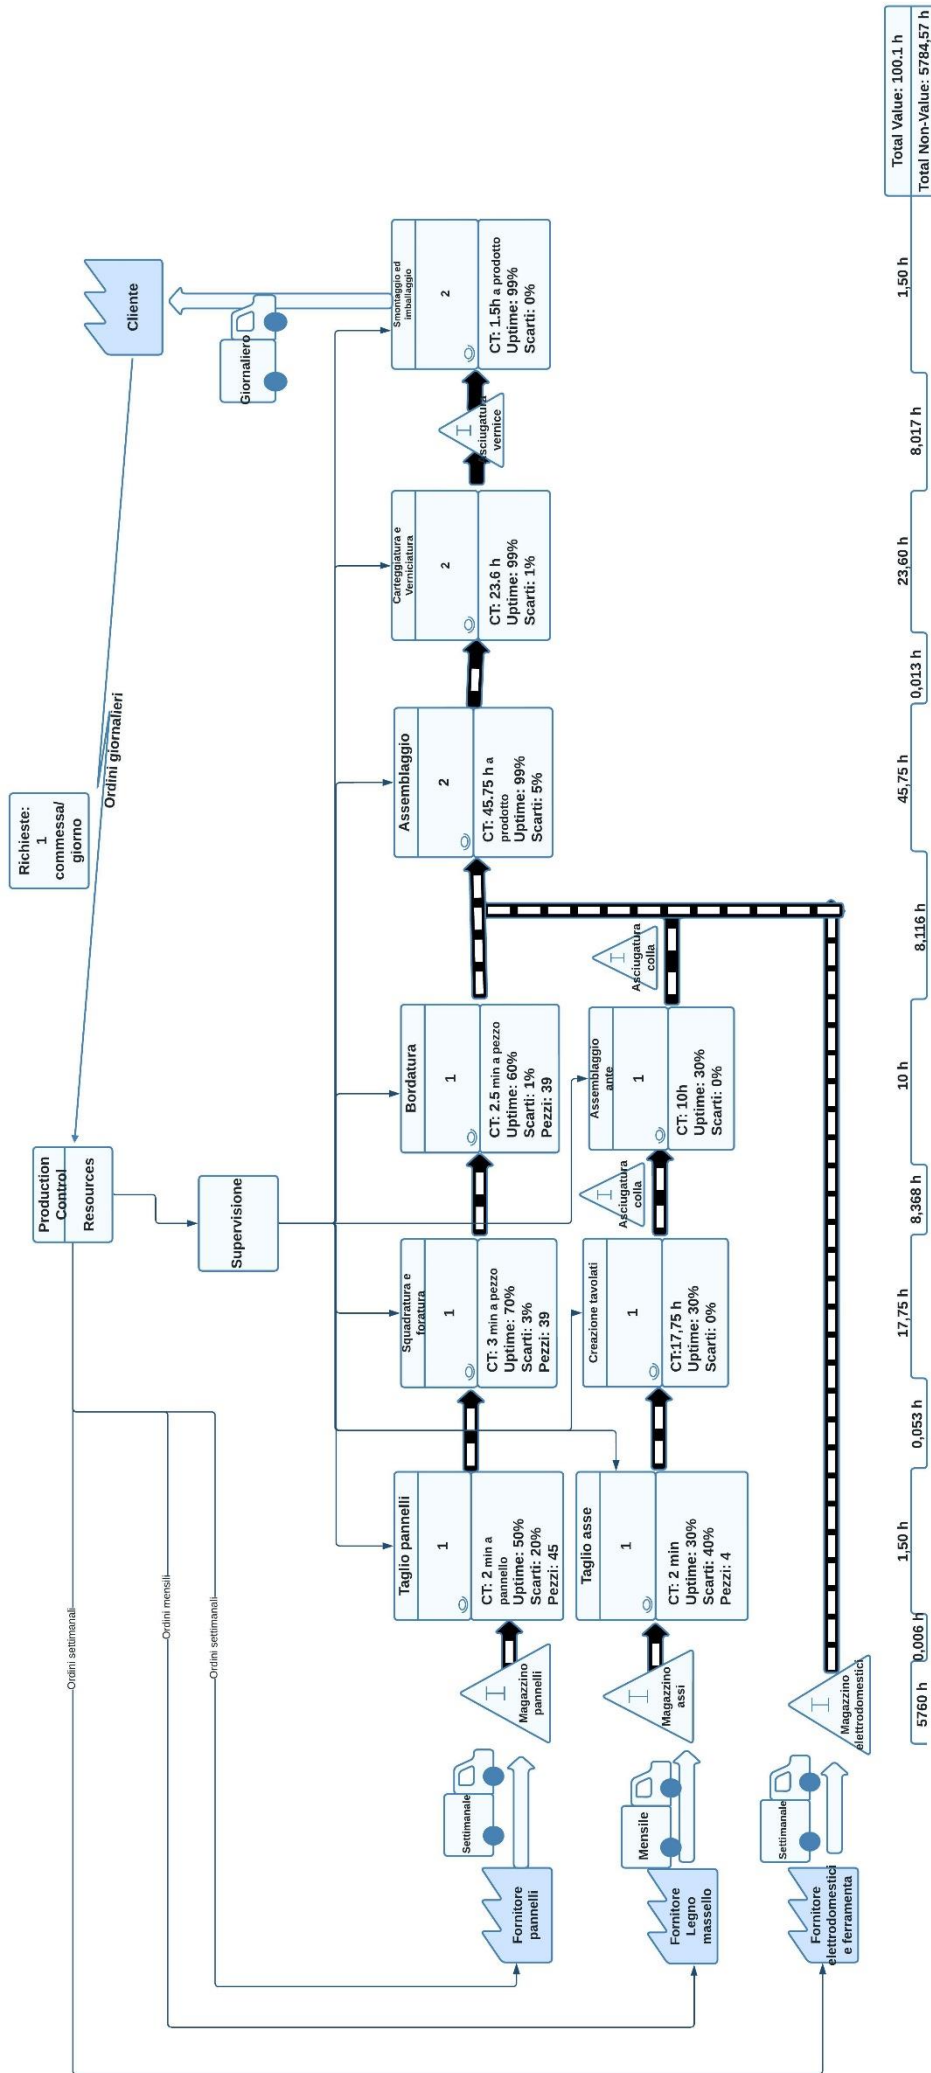 Richieste:
1
commessa/
giorno
Ordini giornalieri
Production
Control
Resources
Supervisione
Cliente
Giornaliero
Ordini settimanali
Ordini mensili
Ordini settimanali
Fornitore
pannelli
Settimanale
Magazzino
pannelli
Taglio pannelli
1
CT: 2 min a
pannello
Uptime: 50%
Scarti: 20%
Pezzi: 45
Squadratura e
foratura
1
CT: 3 min a pezzo
Uptime: 70%
Scarti: 3%
Pezzi: 39
Bordatura
1
CT: 2.5 min a pezzo
Uptime: 60%
Scarti: 1%
Pezzi: 39
Assemblaggio
2
CT: 45.75 h a
prodotto
Uptime: 99%
Scarti: 5%
Carteggiatura e
Verniciatura
2
CT: 23.6 h
Uptime: 99%
Scarti: 1%
Asciugatura
vernice
Smontaggio ed
imballaggio
2
CT: 1.5h a prodotto
Uptime: 99%
Scarti: 0%
Fornitore
Legno
massello
Mensile
Magazzino
assi
Taglio asse
1
CT: 2 min
Uptime: 30%
Scarti: 40%
Pezzi: 4
Creazione tavolati
1
CT:17,75 h
Uptime: 30%
Scarti: 0%
Asciugatura
colla
Assemblaggio
ante
1
CT: 10h
Uptime: 30%
Scarti: 0%
Asciugatura
colla
Fornitore
elettrodomestici
e ferramenta
Settimanale
Magazzino
elettrodomestici
5760 h
0,006 h
1,50 h
0,053 h
17,75 h
8,368 h
10 h
8,116 h
45,75 h
0,013 h
23,60 h
8,017 h
1,50 h
Total Value: 100.1 h
Total Non-Value: 5784,57 h